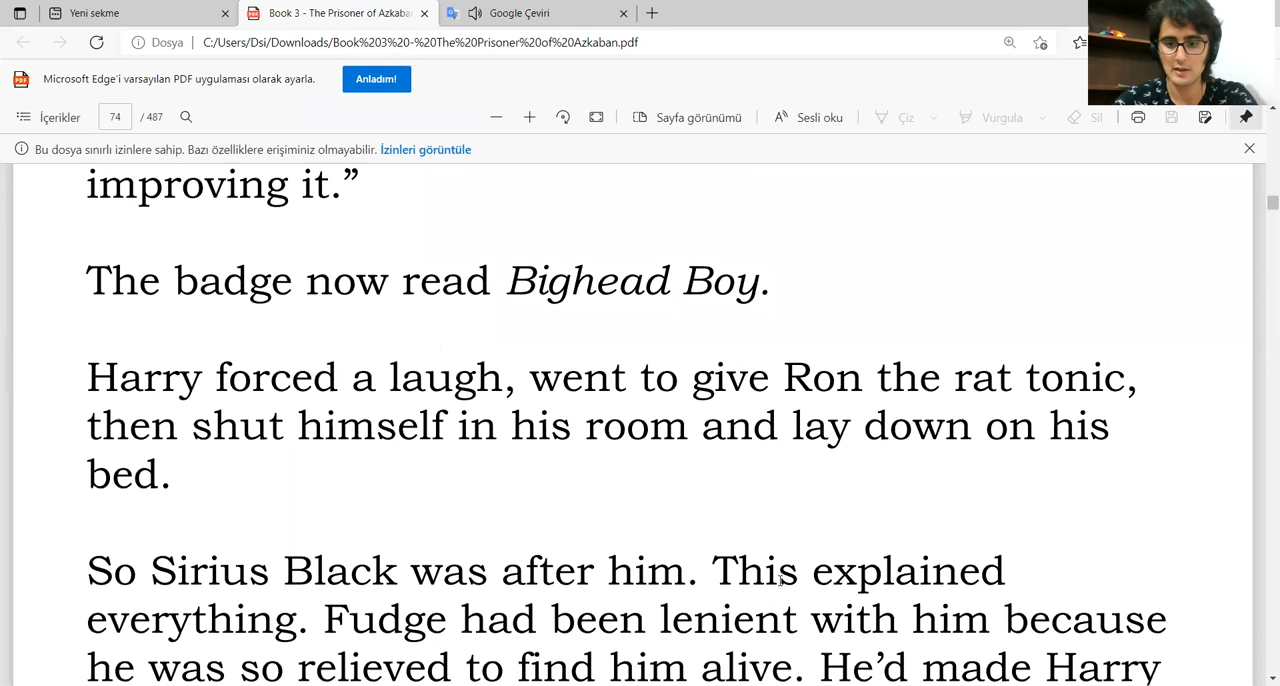 Yeni sekme
Book 3 - The Prisoner of Azkaba
Google Çeviri
Dosya
C:/Users/Dsi/Downloads/Book%203%20-%20The%20Prisoner%20of%20Azkaban.pdf
Microsoft Edge'i varsayılan PDF uygulaması olarak ayarla.
Anladım!
İçerikler
74 / 487
Sayfa görünümü
Sesli oku
Çiz
Vurgula
Sil
Bu dosya sınırlı izinlere sahip. Bazı özelliklere erişiminiz olmayabilir. İzinleri görüntüle
improving it.”
The badge now read Bighead Boy.
Harry forced a laugh, went to give Ron the rat tonic,
then shut himself in his room and lay down on his
bed.
So Sirius Black was after him. This explained
everything. Fudge had been lenient with him because
he was so relieved to find him alive. He’d made Harry